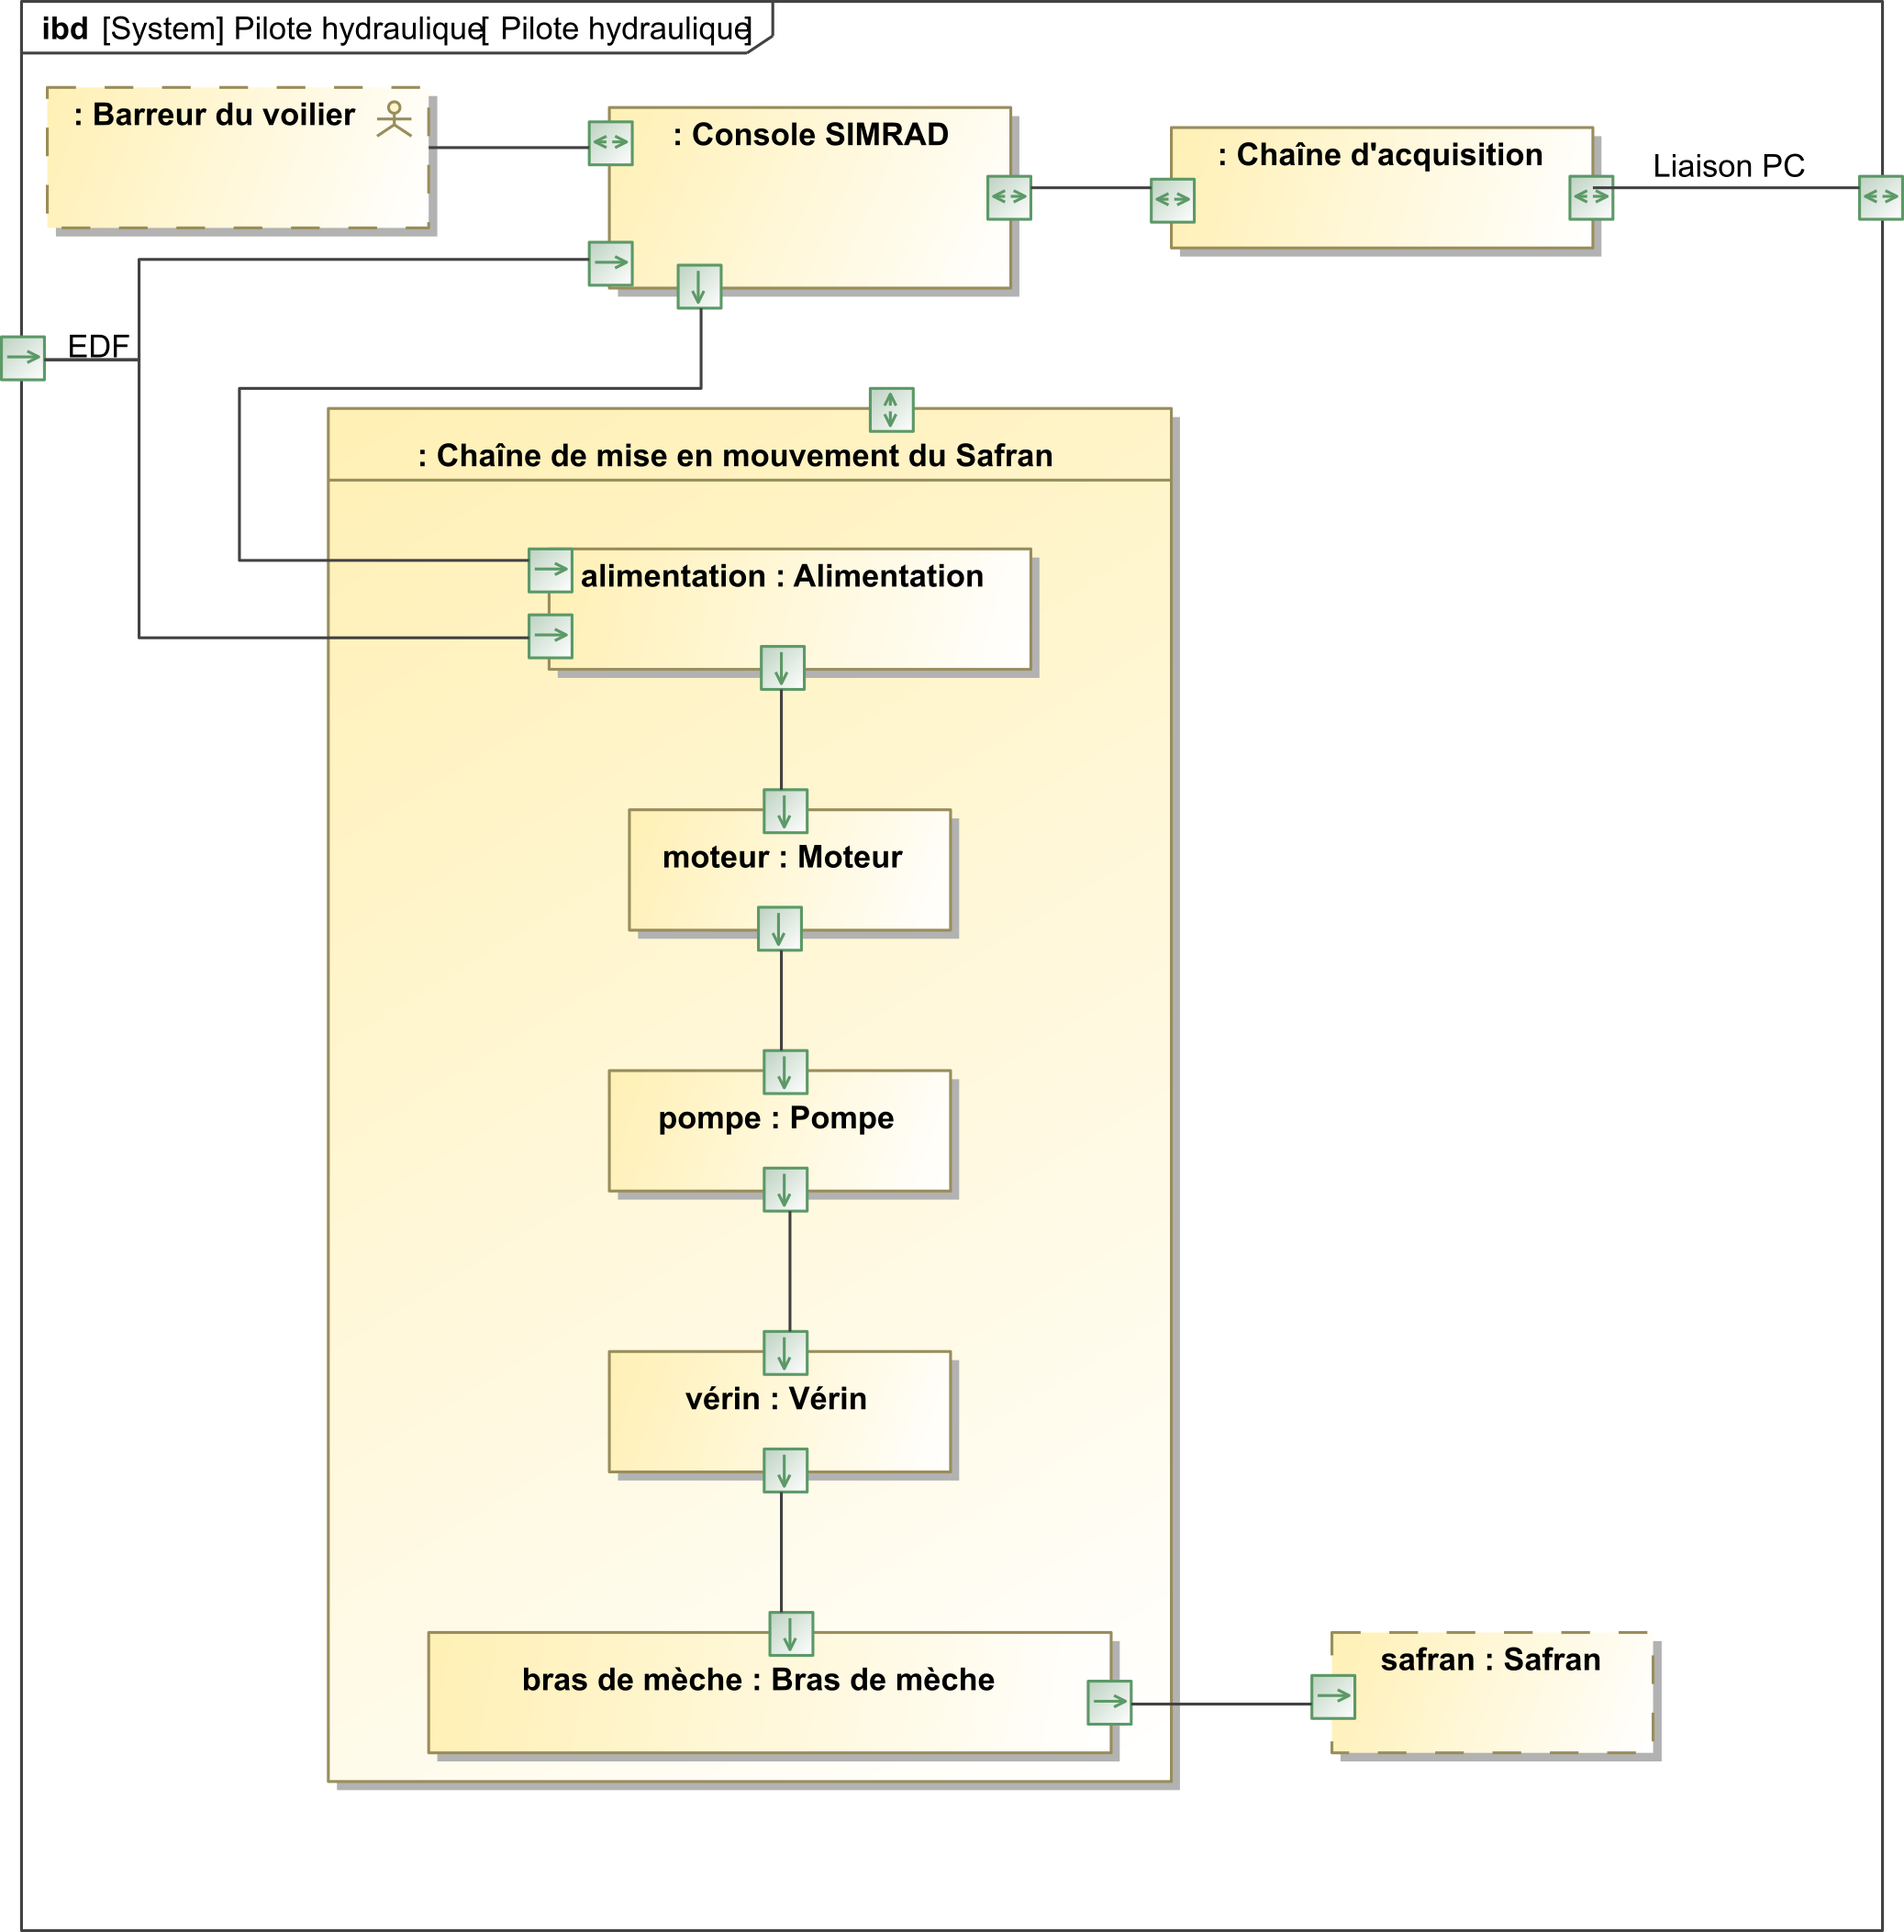 ibd [System] Pilote hydraulique[ Pilote hydraulique]
: Barreur du voilier
: Console SIMRAD
: Chaîne d'acquisition
Liaison PC
EDF
: Chaîne de mise en mouvement du Safran
alimentation : Alimentation
moteur : Moteur
pompe : Pompe
vérin : Vérin
bras de mèche : Bras de mèche
safran : Safran